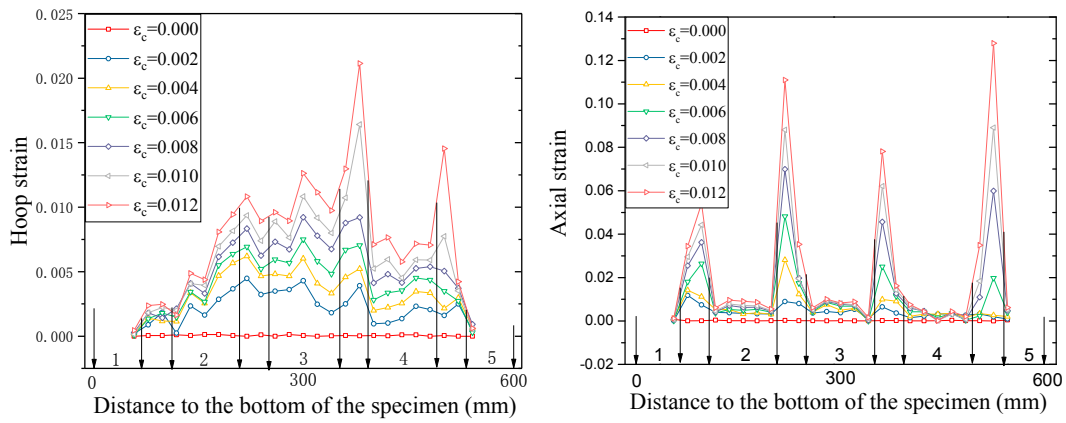 0.025
0.020
0.015
0.010
0.005
0.000
Hoop strain
εc=0.000
εc=0.002
εc=0.004
εc=0.006
εc=0.008
εc=0.010
εc=0.012
1 2 3 4 5
0 300 600
Distance to the bottom of the specimen (mm)
0.14
0.12
0.10
0.08
0.06
0.04
0.02
0.00
-0.02
Axial strain
εc=0.000
εc=0.002
εc=0.004
εc=0.006
εc=0.008
εc=0.010
εc=0.012
1 2 3 4 5
0 300 600
Distance to the bottom of the specimen (mm)